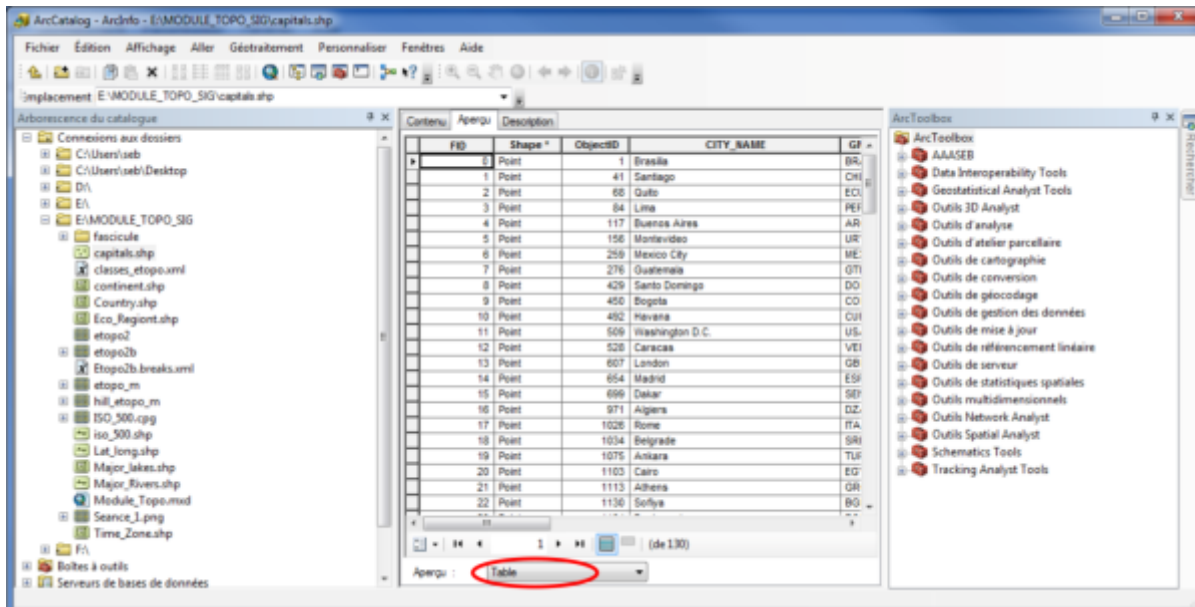 ArcCatalog - ArcInfo - E:\MODULE_TOPO_SIG\capitals.shp
Fichier Édition Affichage Aller Géotraitement Personnaliser Fenêtres Aide
Emplacement: E:\MODULE_TOPO_SIG\capitals.shp
Arborescence du catalogue
Connexions aux dossiers
C:\Users\seb
C:\Users\seb\Desktop
D:\
E:\
E:\MODULE_TOPO_SIG
fascicule
capitals.shp
classes_etopo.xml
continent.shp
Country.shp
Eco_Regiont.shp
etopo2
etopo2b
Etopo2b.breaks.xml
etopo_m
hill_etopo_m
ISO_500.cpg
iso_500.shp
Lat_long.shp
Major_lakes.shp
Major_Rivers.shp
Module_Topo.mxd
Seance_1.png
Time_Zone.shp
F:\
Boîtes à outils
Serveurs de bases de données
Contenu Aperçu Description
FID Shape * ObjectID CITY_NAME
0 Point 1 Brasilia
1 Point 41 Santiago
2 Point 68 Quito
3 Point 84 Lima
4 Point 117 Buenos Aires
5 Point 156 Montevideo
6 Point 259 Mexico City
7 Point 276 Guatemala
8 Point 429 Santo Domingo
9 Point 450 Bogota
10 Point 492 Havana
11 Point 509 Washington D.C.
12 Point 528 Caracas
13 Point 607 London
14 Point 654 Madrid
15 Point 699 Dakar
16 Point 971 Algiers
17 Point 1026 Rome
18 Point 1034 Belgrade
19 Point 1075 Ankara
20 Point 1103 Cairo
21 Point 1113 Athens
22 Point 1130 Sofiya
1 (de 130)
Aperçu : Table
ArcToolbox
ArcToolbox
AAASEB
Data Interoperability Tools
Geostatistical Analyst Tools
Outils 3D Analyst
Outils d'analyse
Outils d'atelier parcellaire
Outils de cartographie
Outils de conversion
Outils de géocodage
Outils de gestion des données
Outils de mise à jour
Outils de référencement linéaire
Outils de serveur
Outils de statistiques spatiales
Outils multidimensionnels
Outils Network Analyst
Outils Spatial Analyst
Schematics Tools
Tracking Analyst Tools
Rechercher